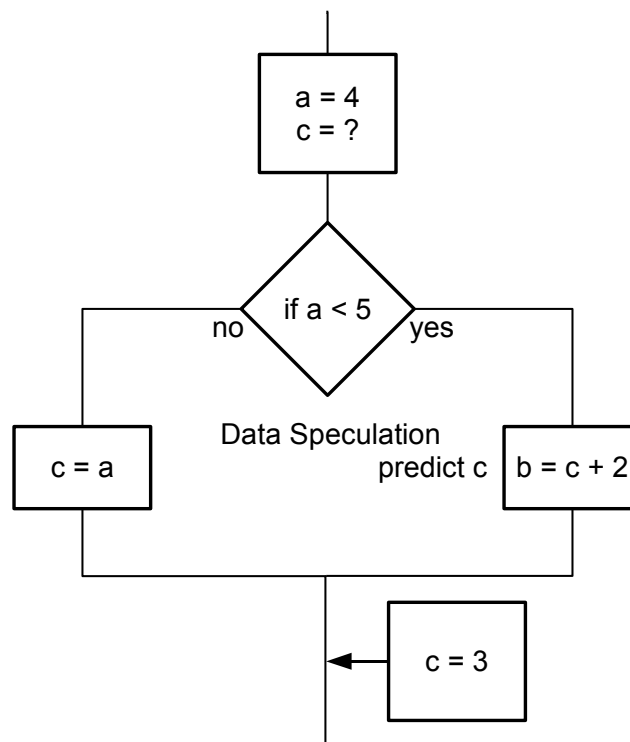 a = 4
c = ?
if a < 5
no
yes
Data Speculation
predict c
c = a
b = c + 2
c = 3